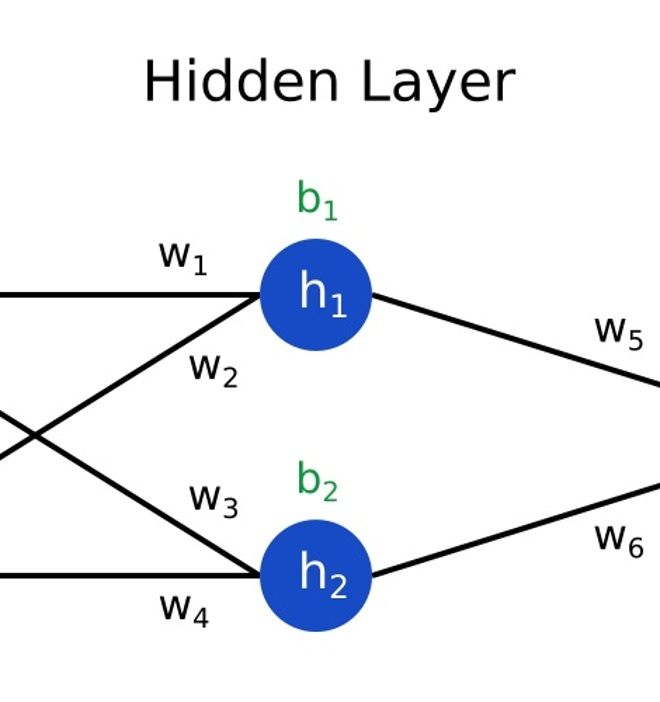 Hidden Layer
b₁
w₁
h₁
w₂
w₅
b₂
w₃
h₂
w₆
w₄